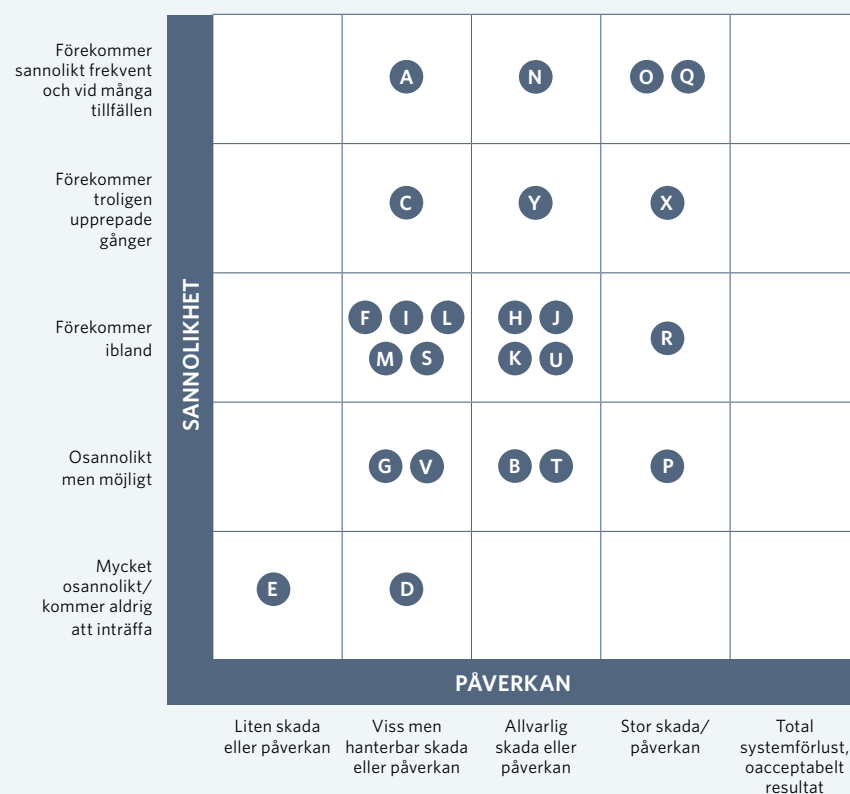 Förekommer
sannolikt frekvent
och vid många
tillfällen
A
N
O Q
Förekommer
troligen
upprepade
gånger
C
Y
X
SANNOLIKHET
Förekommer
ibland
F I L
M S
H J
K U
R
Osannolikt
men möjligt
G V
B T
P
Mycket
osannolikt/
kommer aldrig
att inträffa
E
D
PÅVERKAN
Liten skada
eller påverkan
Viss men
hanterbar skada
eller påverkan
Allvarlig
skada eller
påverkan
Stor skada/
påverkan
Total
systemförlust,
oacceptabelt
resultat